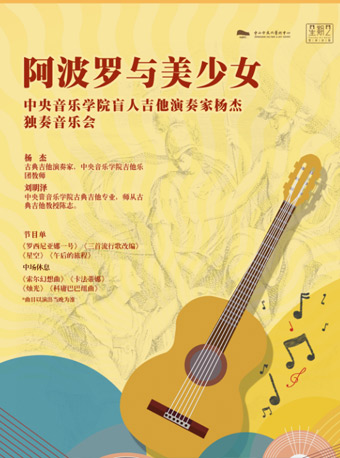 阿波罗与美少女
中央音乐学院盲人吉他演奏家杨杰
独奏音乐会
杨 杰
古典吉他演奏家,中央音乐学院吉他乐
团教师
刘明泽
中央音乐学院古典吉他专业,师从古
典吉他教授陈志。
节目单
《罗西尼亚娜一号》《三首流行歌改编》
《星空》《午后的旅程》
中场休息
《索尔幻想曲》《卡法蒂娜》
《烛光》《科庸巴巴组曲》
*曲目以演出当晚为准